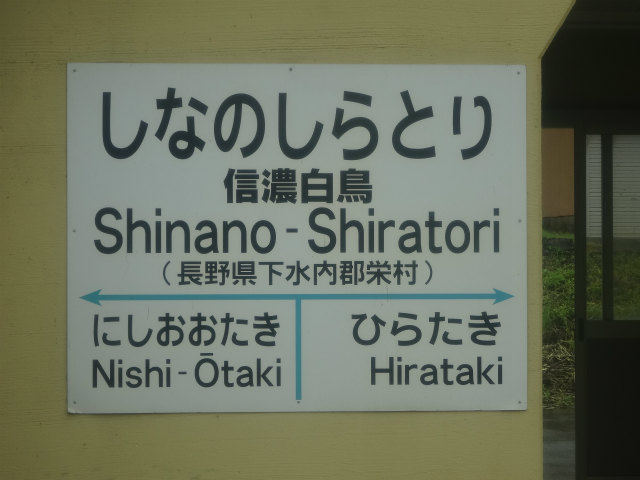 しなのしらとり
信濃白鳥
Shinano-Shiratori
(長野県下水内郡栄村)
にしおおたき ひらたき
Nishi-Ōtaki Hirataki